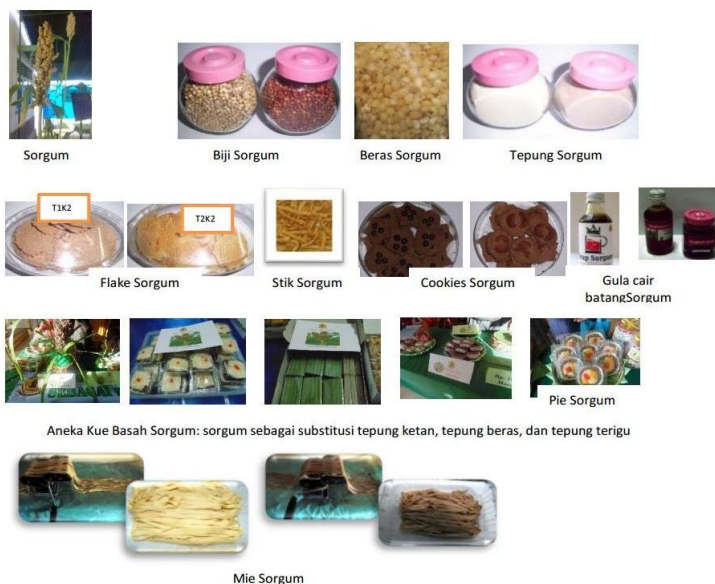 Sorgum
Biji Sorgum
Beras Sorgum
Tepung Sorgum
T1K2
T2K2
Flake Sorgum
Stik Sorgum
Cookies Sorgum
Gula cair
batangSorgum
Pie Sorgum
Aneka Kue Basah Sorgum: sorgum sebagai substitusi tepung ketan, tepung beras, dan tepung terigu
Mie Sorgum